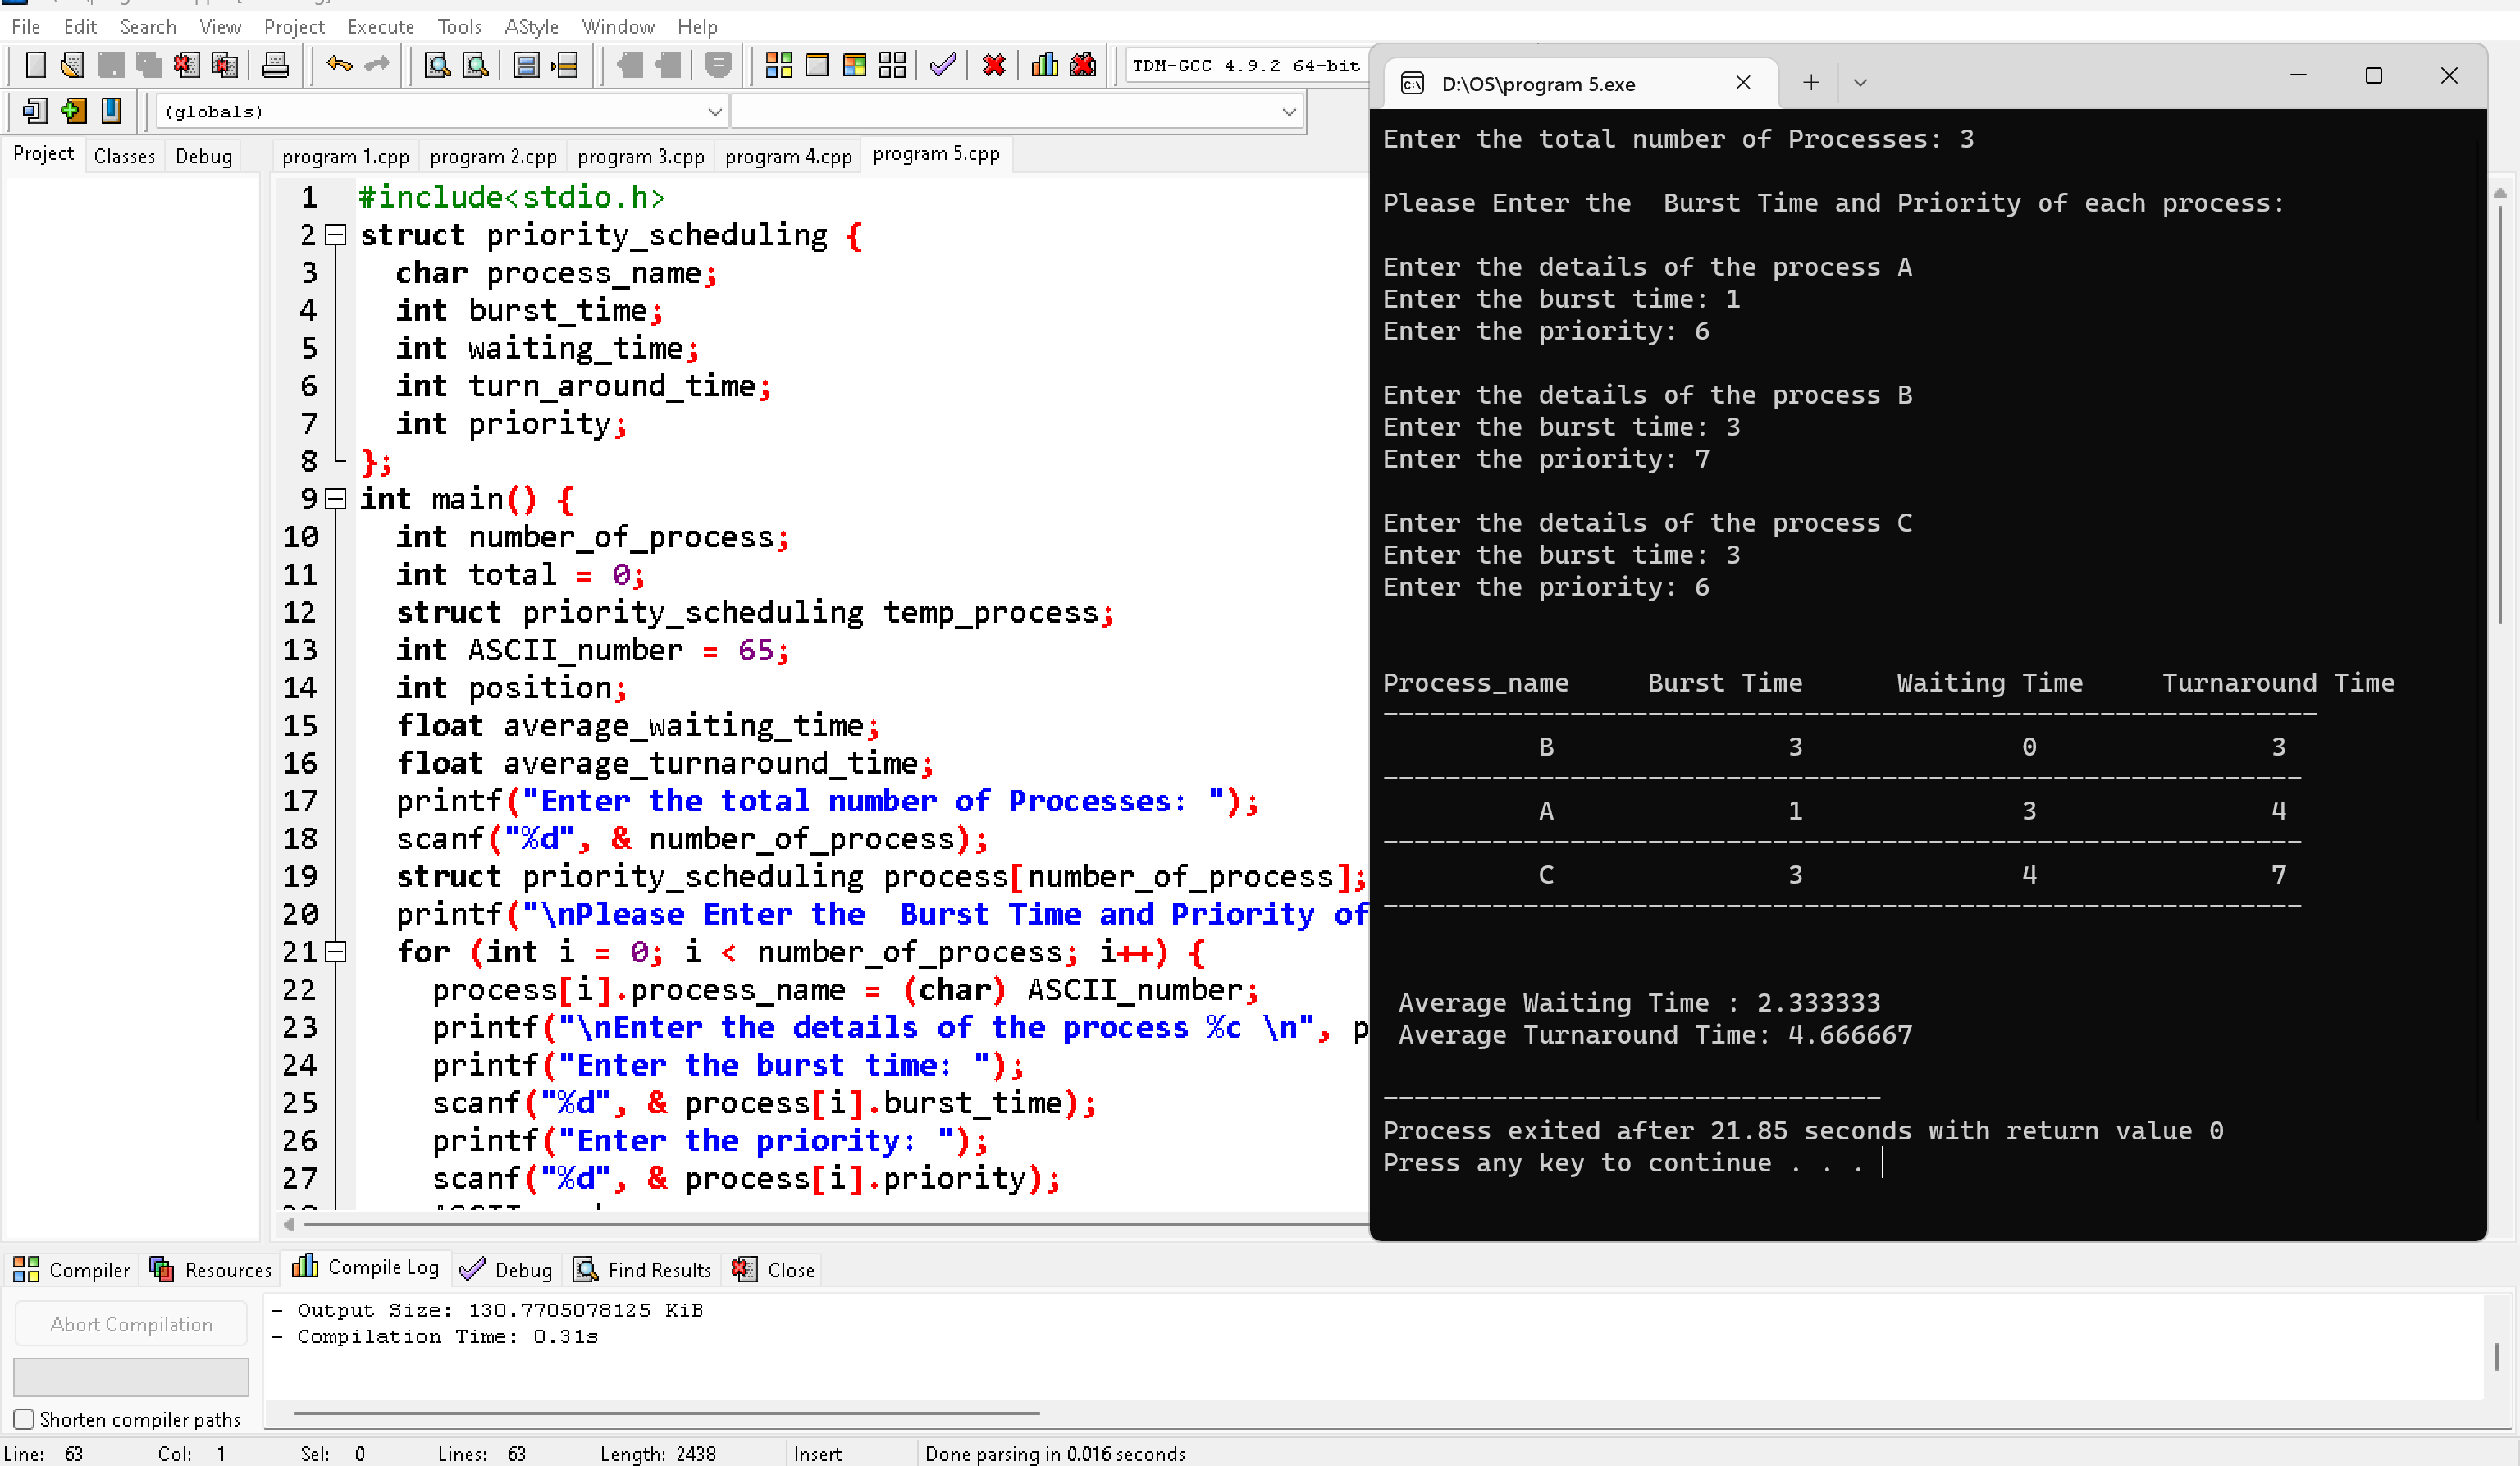 File Edit Search View Project Execute Tools AStyle Window Help
TDM-GCC 4.9.2 64-bit
(globals)
Project Classes Debug
program 1.cpp program 2.cpp program 3.cpp program 4.cpp program 5.cpp
1 #include<stdio.h>
2 struct priority_scheduling {
3 char process_name;
4 int burst_time;
5 int waiting_time;
6 int turn_around_time;
7 int priority;
8 };
9 int main() {
10 int number_of_process;
11 int total = 0;
12 struct priority_scheduling temp_process;
13 int ASCII_number = 65;
14 int position;
15 float average_waiting_time;
16 float average_turnaround_time;
17 printf("Enter the total number of Processes: ");
18 scanf("%d", & number_of_process);
19 struct priority_scheduling process[number_of_process];
20 printf("\nPlease Enter the  Burst Time and Priority of
21 for (int i = 0; i < number_of_process; i++) {
22 process[i].process_name = (char) ASCII_number;
23 printf("\nEnter the details of the process %c \n", p
24 printf("Enter the burst time: ");
25 scanf("%d", & process[i].burst_time);
26 printf("Enter the priority: ");
27 scanf("%d", & process[i].priority);
D:\OS\program 5.exe
Enter the total number of Processes: 3
Please Enter the  Burst Time and Priority of each process:
Enter the details of the process A
Enter the burst time: 1
Enter the priority: 6
Enter the details of the process B
Enter the burst time: 3
Enter the priority: 7
Enter the details of the process C
Enter the burst time: 3
Enter the priority: 6
Process_name Burst Time Waiting Time Turnaround Time
------------------------------------------------------------
B 3 0 3
-----------------------------------------------------------
A 1 3 4
-----------------------------------------------------------
C 3 4 7
-----------------------------------------------------------
Average Waiting Time : 2.333333
Average Turnaround Time: 4.666667
--------------------------------
Process exited after 21.85 seconds with return value 0
Press any key to continue . . .
Compiler Resources Compile Log Debug Find Results Close
Abort Compilation
- Output Size: 130.7705078125 KiB
- Compilation Time: 0.31s
Shorten compiler paths
Line: 63 Col: 1 Sel: 0 Lines: 63 Length: 2438 Insert Done parsing in 0.016 seconds